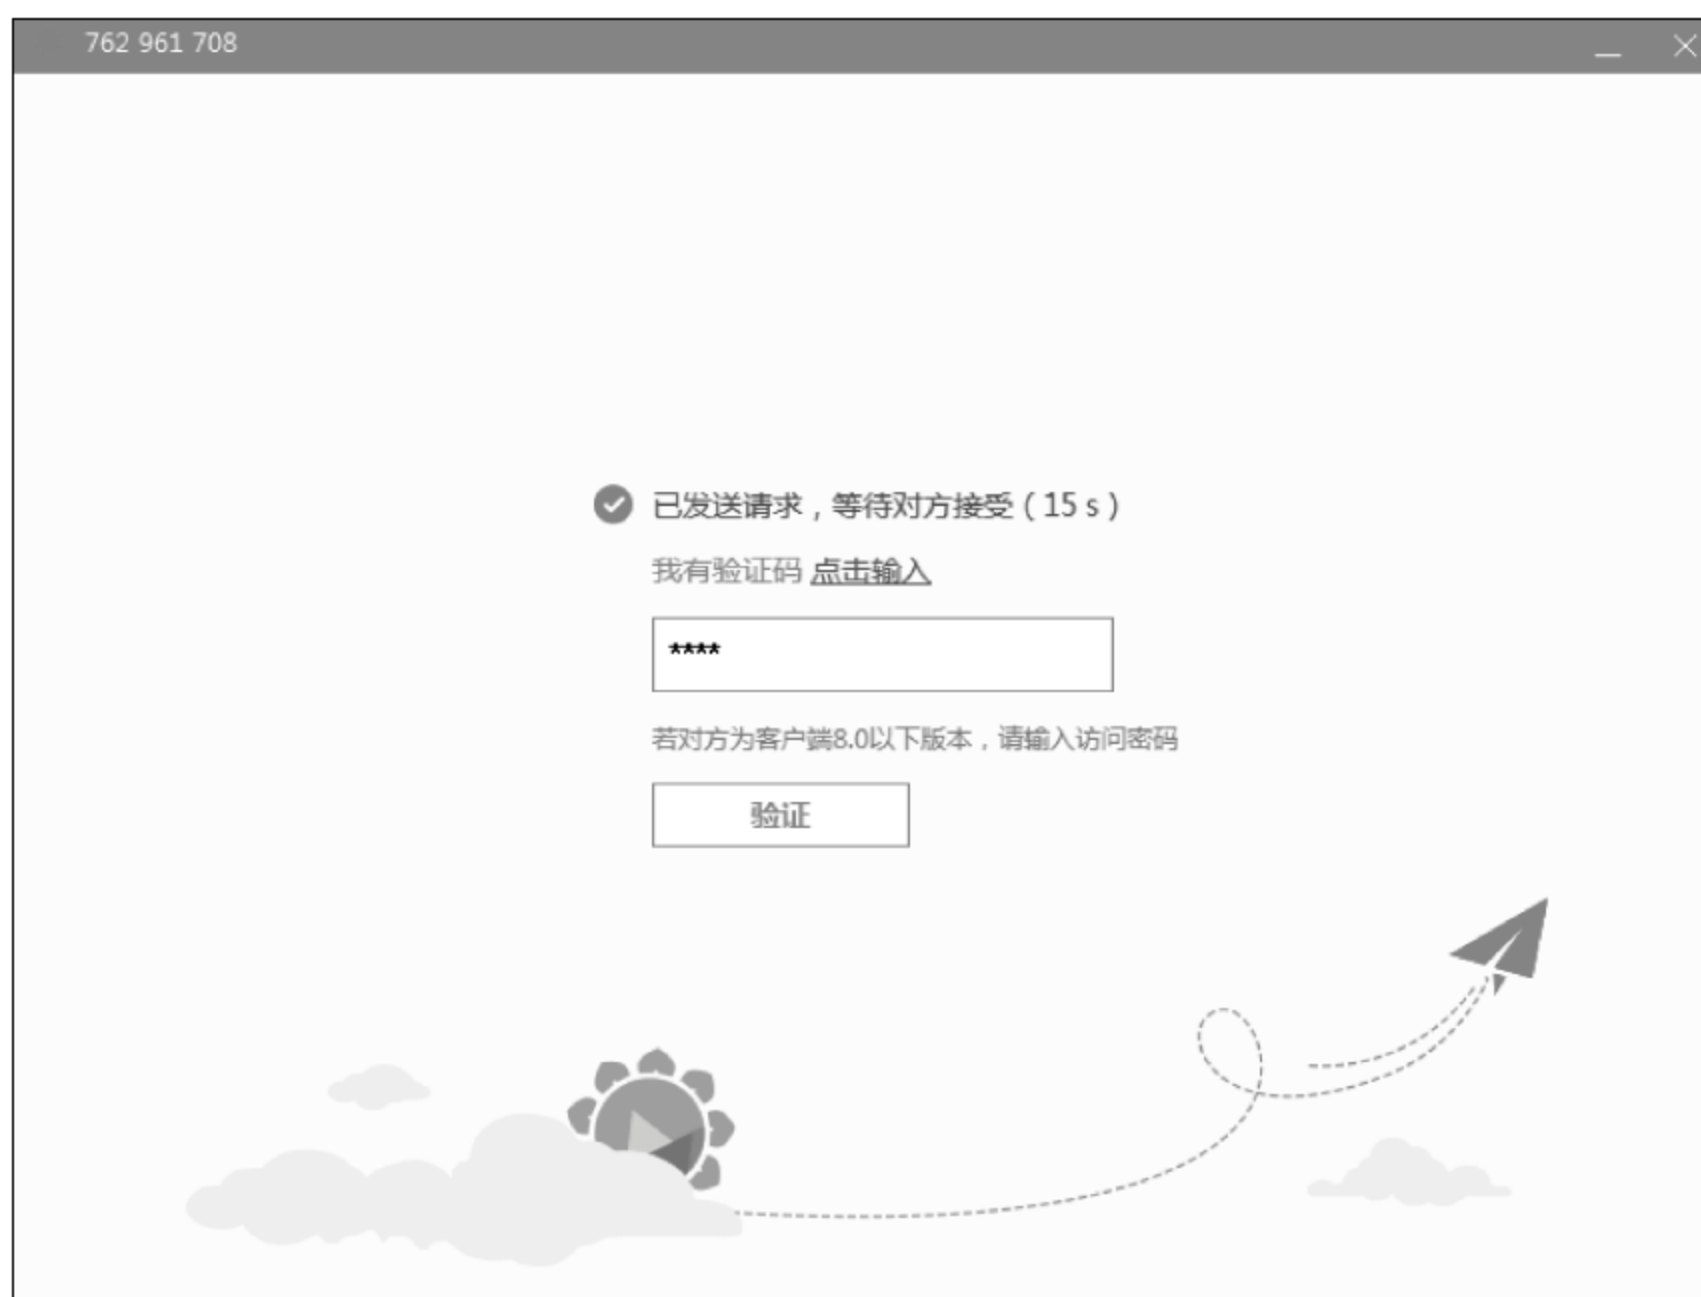 762 961 708
已发送请求，等待对方接受（15 s）
我有验证码 点击输入
****
若对方为客户端8.0以下版本，请输入访问密码
验证